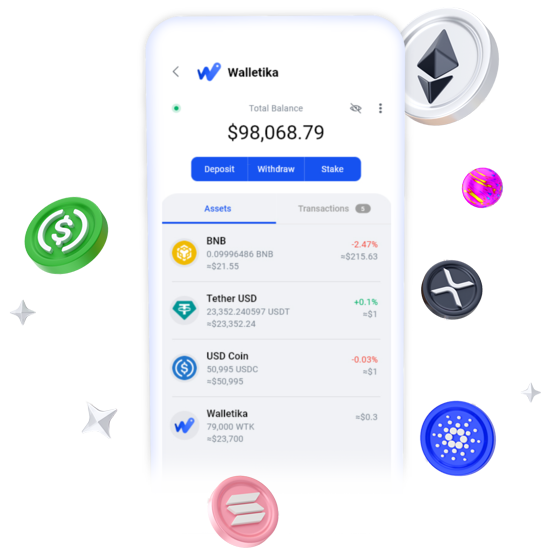 Walletika
Total Balance
$98,068.79
Deposit Withdraw Stake
Assets Transactions 5
BNB -2.47%
0.09996486 BNB ≈$215.63
≈$21.55
Tether USD +0.1%
23,352.240597 USDT ≈$1
≈$23,352.24
USD Coin -0.03%
50,995 USDC ≈$1
≈$50,995
Walletika ≈$0.3
79,000 WTK
≈$23,700